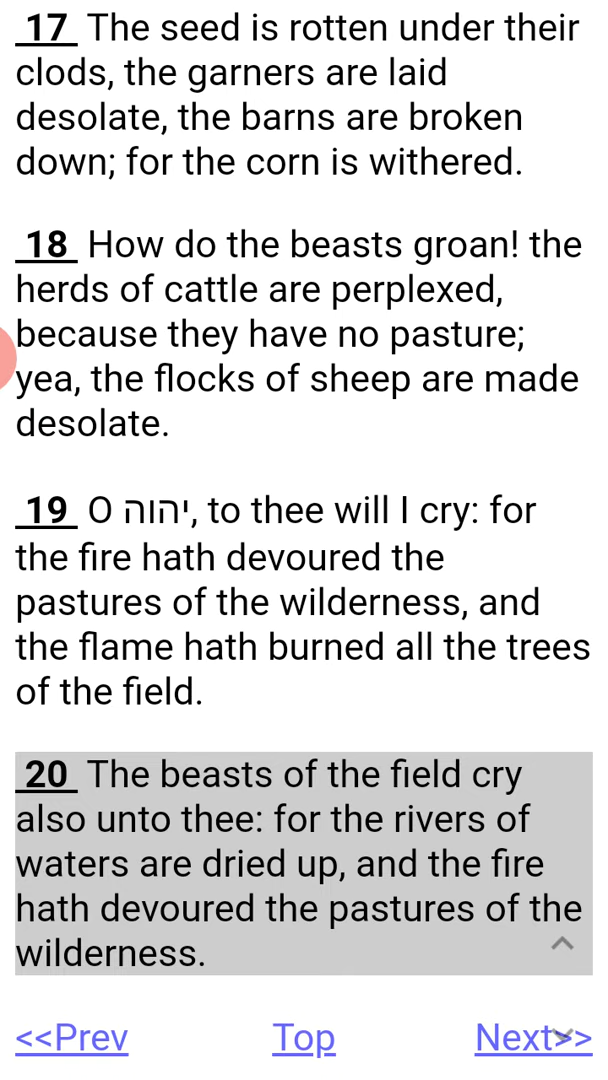 17 The seed is rotten under their
clods, the garners are laid
desolate, the barns are broken
down; for the corn is withered.
18 How do the beasts groan! the
herds of cattle are perplexed,
because they have no pasture;
yea, the flocks of sheep are made
desolate.
19 O יהוה, to thee will I cry: for
the fire hath devoured the
pastures of the wilderness, and
the flame hath burned all the trees
of the field.
20 The beasts of the field cry
also unto thee: for the rivers of
waters are dried up, and the fire
hath devoured the pastures of the
wilderness.
<<Prev Top Next>>